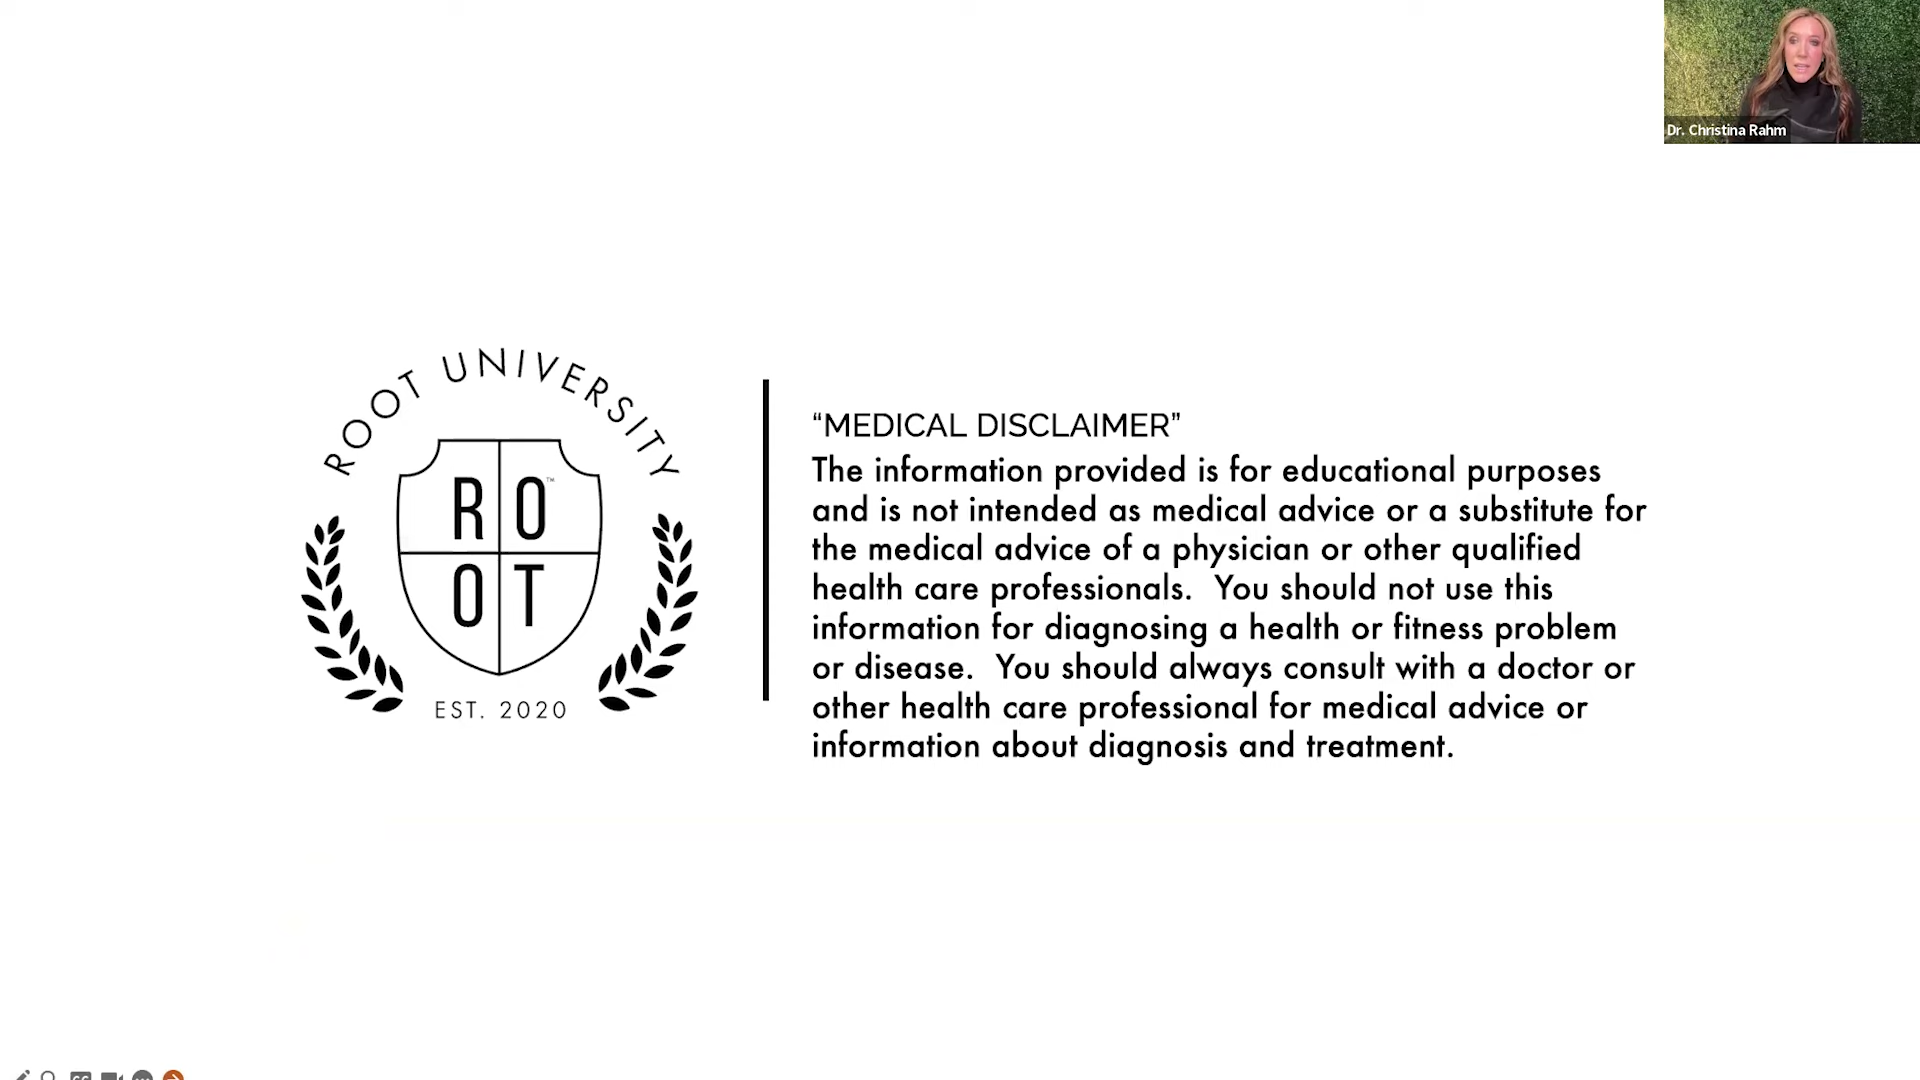 Dr. Christina Rahm
ROOT UNIVERSITY
R O™
O T
EST. 2020
“MEDICAL DISCLAIMER”
The information provided is for educational purposes
and is not intended as medical advice or a substitute for
the medical advice of a physician or other qualified
health care professionals.  You should not use this
information for diagnosing a health or fitness problem
or disease.  You should always consult with a doctor or
other health care professional for medical advice or
information about diagnosis and treatment.